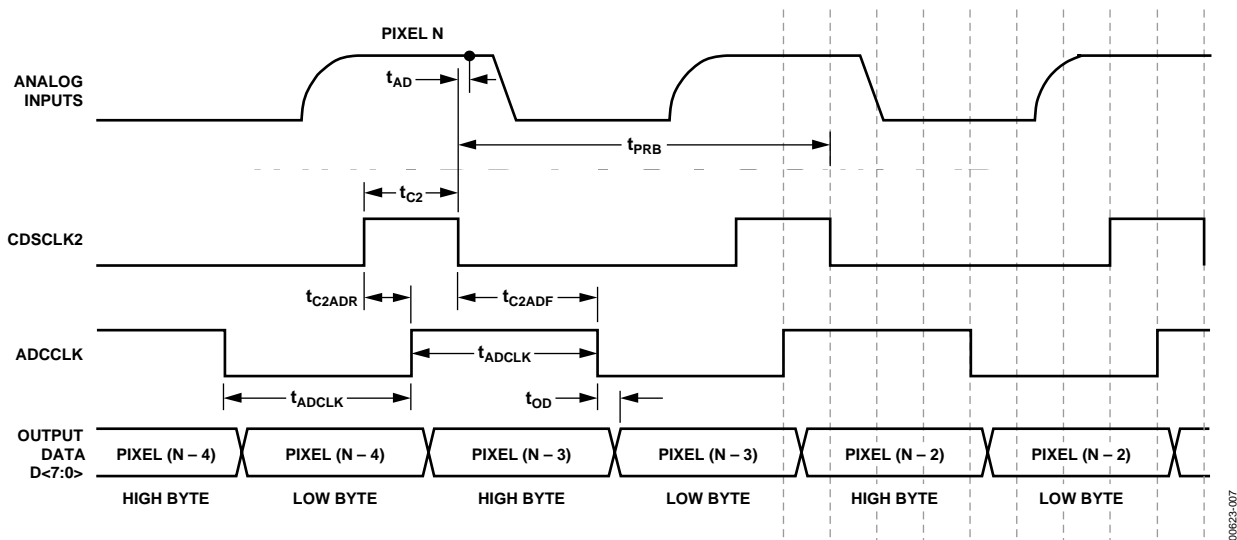 PIXEL N
ANALOG
INPUTS
tAD
tPRB
tC2
CDSCLK2
tC2ADR
tC2ADF
ADCCLK
tADCLK
tADCLK
tOD
OUTPUT
DATA
D<7:0>
PIXEL (N – 4)
PIXEL (N – 4)
PIXEL (N – 3)
PIXEL (N – 3)
PIXEL (N – 2)
PIXEL (N – 2)
HIGH BYTE
LOW BYTE
HIGH BYTE
LOW BYTE
HIGH BYTE
LOW BYTE
00623-007